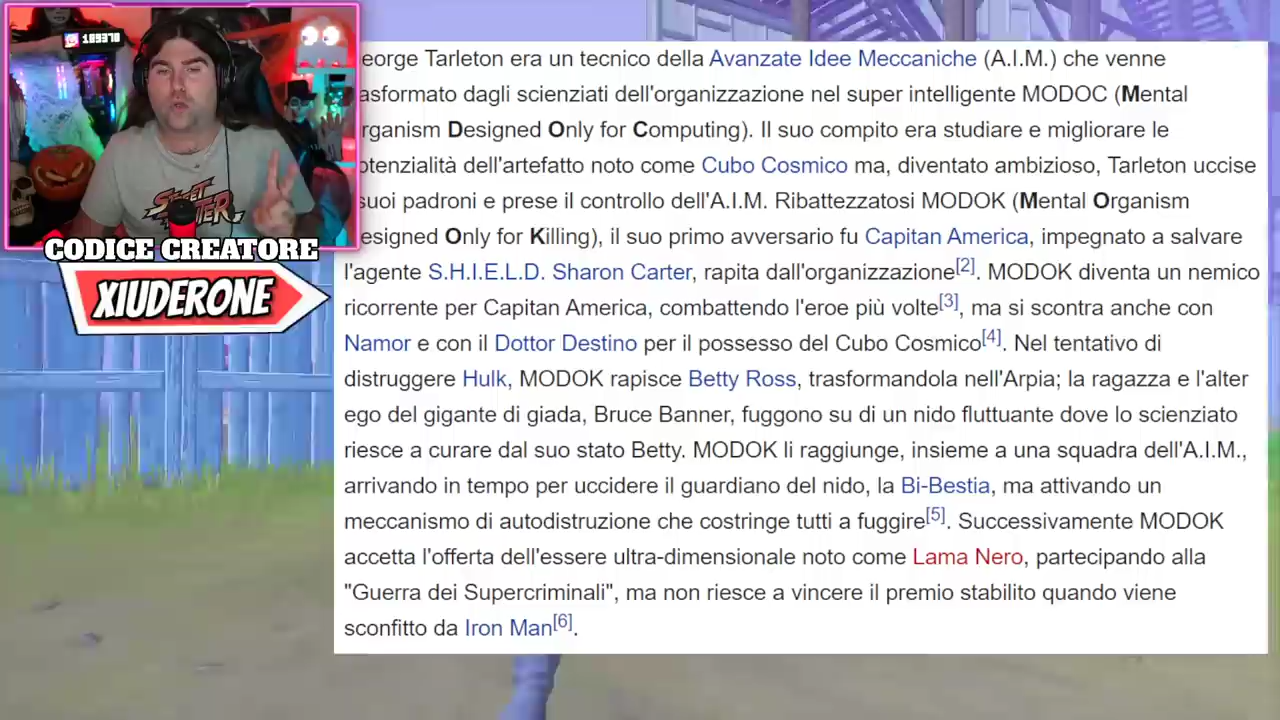 189378
STREET
FIGHTER
CODICE CREATORE
XIUDERONE
eorge Tarleton era un tecnico della Avanzate Idee Meccaniche (A.I.M.) che venne
asformato dagli scienziati dell'organizzazione nel super intelligente MODOC (Mental
rganism Designed Only for Computing). Il suo compito era studiare e migliorare le
otenzialità dell'artefatto noto come Cubo Cosmico ma, diventato ambizioso, Tarleton uccise
suoi padroni e prese il controllo dell'A.I.M. Ribattezzatosi MODOK (Mental Organism
esigned Only for Killing), il suo primo avversario fu Capitan America, impegnato a salvare
l'agente S.H.I.E.L.D. Sharon Carter, rapita dall'organizzazione[2]. MODOK diventa un nemico
ricorrente per Capitan America, combattendo l'eroe più volte[3], ma si scontra anche con
Namor e con il Dottor Destino per il possesso del Cubo Cosmico[4]. Nel tentativo di
distruggere Hulk, MODOK rapisce Betty Ross, trasformandola nell'Arpia; la ragazza e l'alter
ego del gigante di giada, Bruce Banner, fuggono su di un nido fluttuante dove lo scienziato
riesce a curare dal suo stato Betty. MODOK li raggiunge, insieme a una squadra dell'A.I.M.,
arrivando in tempo per uccidere il guardiano del nido, la Bi-Bestia, ma attivando un
meccanismo di autodistruzione che costringe tutti a fuggire[5]. Successivamente MODOK
accetta l'offerta dell'essere ultra-dimensionale noto come Lama Nero, partecipando alla
"Guerra dei Supercriminali", ma non riesce a vincere il premio stabilito quando viene
sconfitto da Iron Man[6].